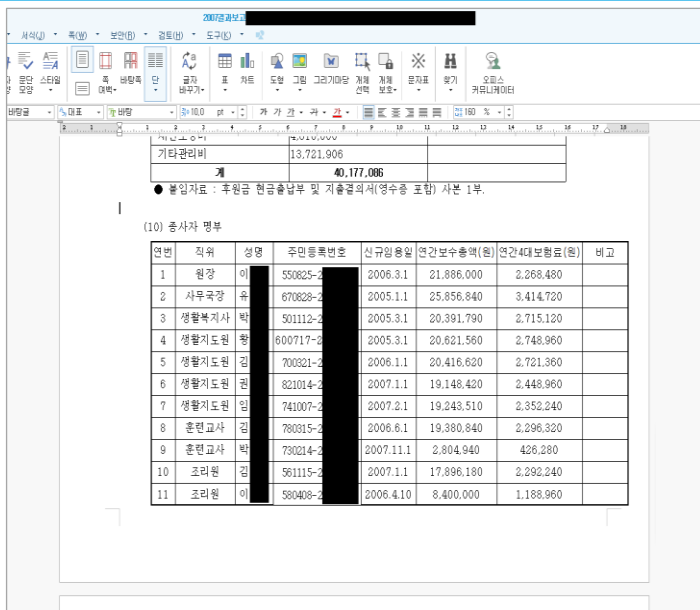 2007결과보고
서식(J) 쪽(W) 보안(B) 검토(H) 도구(K)
문단 모양 스타일 쪽 여백 바탕쪽 단 글자 바꾸기 표 차트 도형 그림 그리기마당 개체 선택 개체 보호 문자표 찾기 오피스 커뮤니케이터
바탕글 대표 바탕 10.0 pt 가 가 가 가 가 160 %
기타관리비 13,721,906
계 40,177,086
● 붙임자료 : 후원금 현금출납부 및 지출결의서(영수증 포함) 사본 1부.
(10) 종사자 명부
연번 직위 성명 주민등록번호 신규임용일 연간보수총액(원) 연간4대보험료(원) 비고
1 원장 이 550825-2 2006.3.1 21,886,000 2,268,480
2 사무국장 유 670828-2 2005.1.1 25,856,840 3,414,720
3 생활복지사 박 501112-2 2005.3.1 20,391,790 2,715,120
4 생활지도원 황 600717-2 2005.3.1 20,621,560 2,748,960
5 생활지도원 김 700321-2 2006.1.1 20,416,620 2,721,360
6 생활지도원 권 821014-2 2007.1.1 19,148,420 2,448,960
7 생활지도원 임 741007-2 2007.2.1 19,243,510 2,352,240
8 훈련교사 김 780315-2 2006.6.1 19,380,840 2,296,320
9 훈련교사 박 730214-2 2007.11.1 2,804,940 426,280
10 조리원 김 561115-2 2007.1.1 17,896,180 2,292,240
11 조리원 이 580408-2 2006.4.10 8,400,000 1,188,960